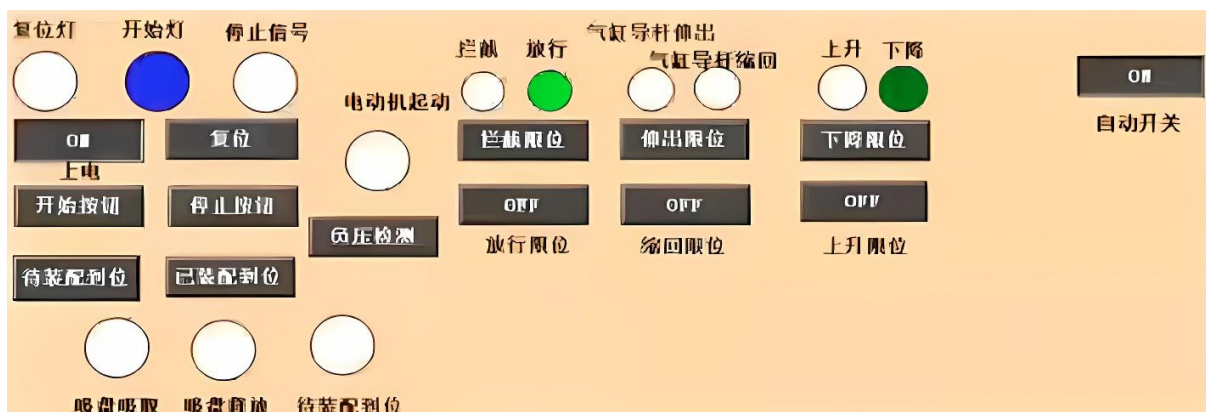 复位灯 开始灯 停止信号
拦截 放行 气缸导杆伸出 气缸导杆缩回
上升 下降
ON
自动开关
电动机起动
ON
上电
复位
拦截限位
伸出限位
下降限位
开始按钮
停止按钮
OFF
放行限位
OFF
缩回限位
OFF
上升限位
负压检测
待装配到位
已装配到位
吸盘吸取 吸盘 放 待装配到位